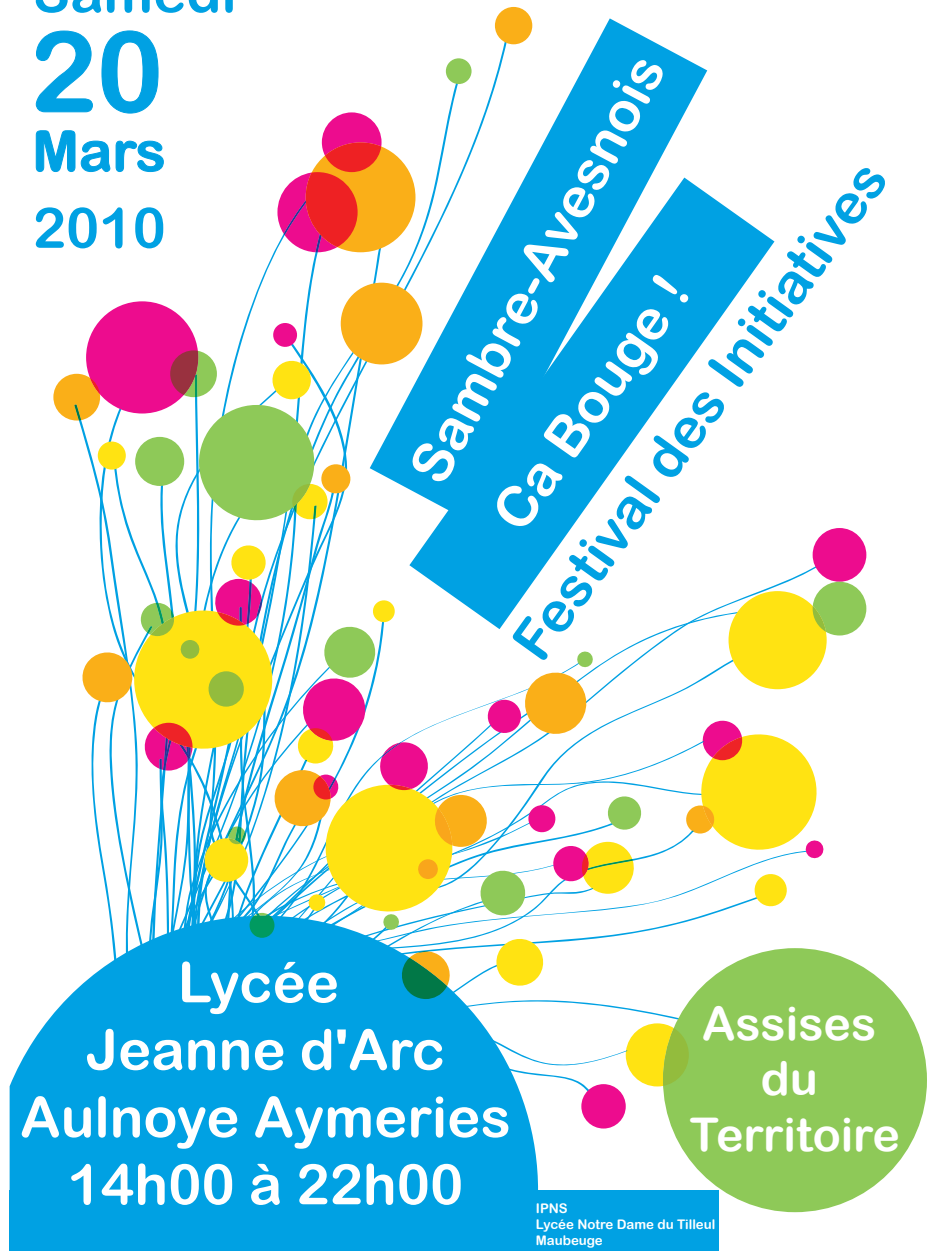 Samedi
20
Mars
2010
Sambre-Avesnois
Ca Bouge !
Festival des Initiatives
Lycée
Jeanne d'Arc
Aulnoye Aymeries
14h00 à 22h00
Assises
du
Territoire
IPNS
Lycée Notre Dame du Tilleul
Maubeuge